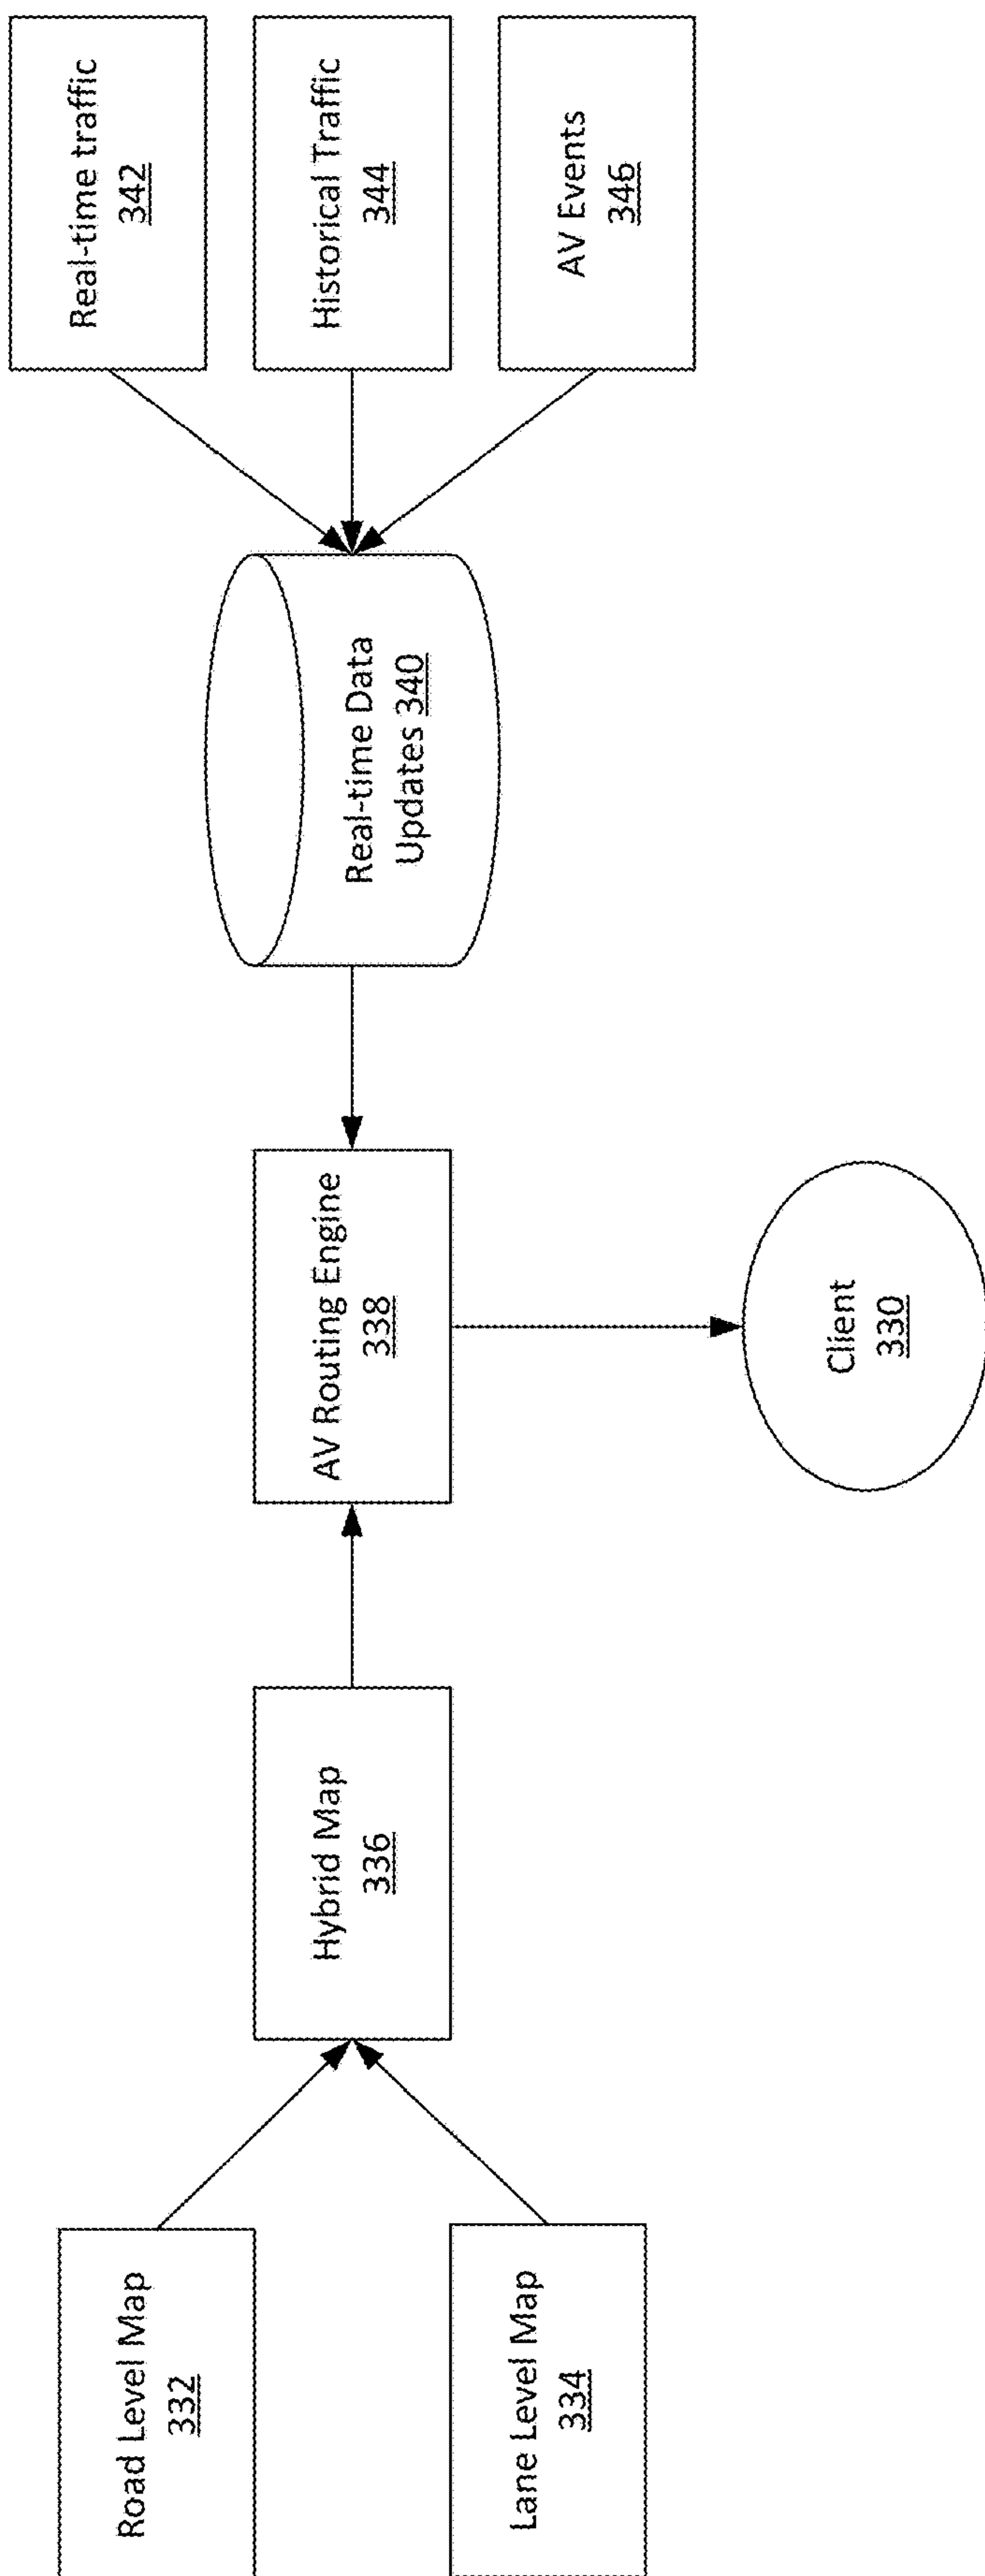 Road Level Map
332
Lane Level Map
334
Hybrid Map
336
AV Routing Engine
338
Client
330
Real-time Data
Updates 340
Real-time traffic
342
Historical Traffic
344
AV Events
346